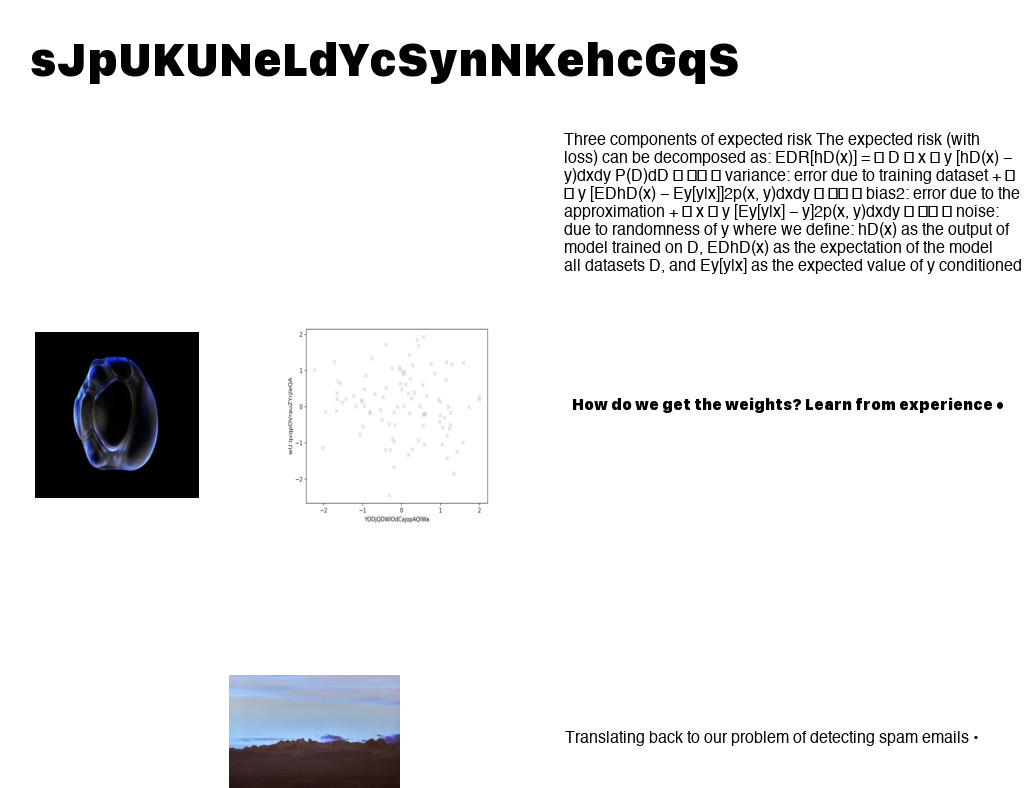 sJpUKUNeLdYcSynNKehcGqS
Three components of expected risk The expected risk (with
loss) can be decomposed as: EDR[hD(x)] = □ D □ x □ y [hD(x) −
y)dxdy P(D)dD □ □□ □ variance: error due to training dataset + □
□ y [EDhD(x) − Ey[y|x]]2p(x, y)dxdy □ □□ □ bias2: error due to the
approximation + □ x □ y [Ey[y|x] − y]2p(x, y)dxdy □ □□ □ noise:
due to randomness of y where we define: hD(x) as the output of
model trained on D, EDhD(x) as the expectation of the model
all datasets D, and Ey[y|x] as the expected value of y conditioned
2
1
0
−1
−2
−2 −1 0 1 2
How do we get the weights? Learn from experience •
Translating back to our problem of detecting spam emails •